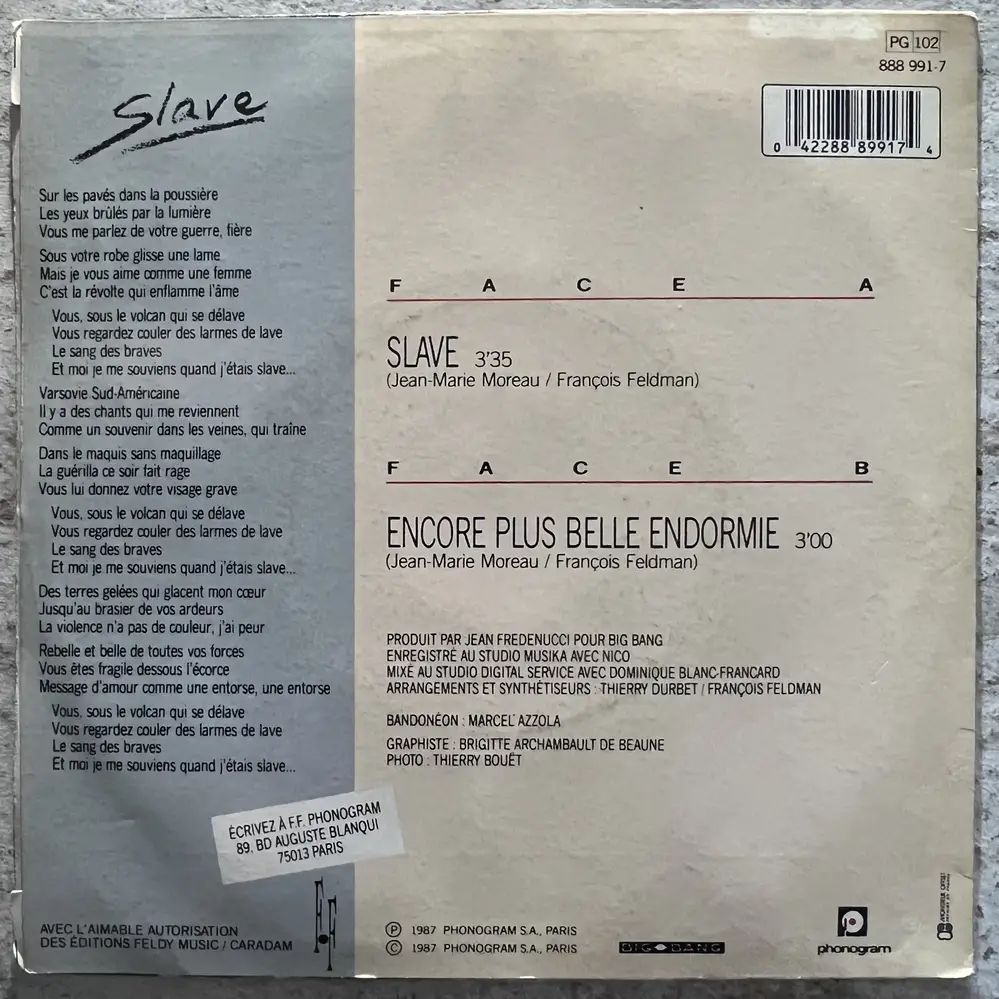 Slave
Sur les pavés dans la poussière
Les yeux brûlés par la lumière
Vous me parlez de votre guerre, fière
Sous votre robe glisse une lame
Mais je vous aime comme une femme
C'est la révolte qui enflamme l'âme
Vous, sous le volcan qui se délave
Vous regardez couler des larmes de lave
Le sang des braves
Et moi je me souviens quand j'étais slave...
Varsovie Sud-Américaine
Il y a des chants qui me reviennent
Comme un souvenir dans les veines, qui traîne
Dans le maquis sans maquillage
La guérilla ce soir fait rage
Vous lui donnez votre visage grave
Vous, sous le volcan qui se délave
Vous regardez couler des larmes de lave
Le sang des braves
Et moi je me souviens quand j'étais slave...
Des terres gelées qui glacent mon cœur
Jusqu'au brasier de vos ardeurs
La violence n'a pas de couleur, j'ai peur
Rebelle et belle de toutes vos forces
Vous êtes fragile dessous l'écorce
Message d'amour comme une entorse, une entorse
Vous, sous le volcan qui se délave
Vous regardez couler des larmes de lave
Le sang des braves
Et moi je me souviens quand j'étais slave...
ÉCRIVEZ À F.F. PHONOGRAM
89, BD AUGUSTE BLANQUI
75013 PARIS
AVEC L'AIMABLE AUTORISATION
DES ÉDITIONS FELDY MUSIC / CARADAM
F.F
PG 102
888 991-7
0 42288 89917 4
FACE A
SLAVE 3'35
(Jean-Marie Moreau / François Feldman)
FACE B
ENCORE PLUS BELLE ENDORMIE 3'00
(Jean-Marie Moreau / François Feldman)
PRODUIT PAR JEAN FREDENUCCI POUR BIG BANG
ENREGISTRÉ AU STUDIO MUSIKA AVEC NICO
MIXÉ AU STUDIO DIGITAL SERVICE AVEC DOMINIQUE BLANC-FRANCARD
ARRANGEMENTS ET SYNTHÉTISEURS : THIERRY DURBET / FRANÇOIS FELDMAN
BANDONÉON : MARCEL AZZOLA
GRAPHISTE : BRIGITTE ARCHAMBAULT DE BEAUNE
PHOTO : THIERRY BOUËT
Ⓟ 1987 PHONOGRAM S.A., PARIS
© 1987 PHONOGRAM S.A., PARIS
BIG BANG
phonogram